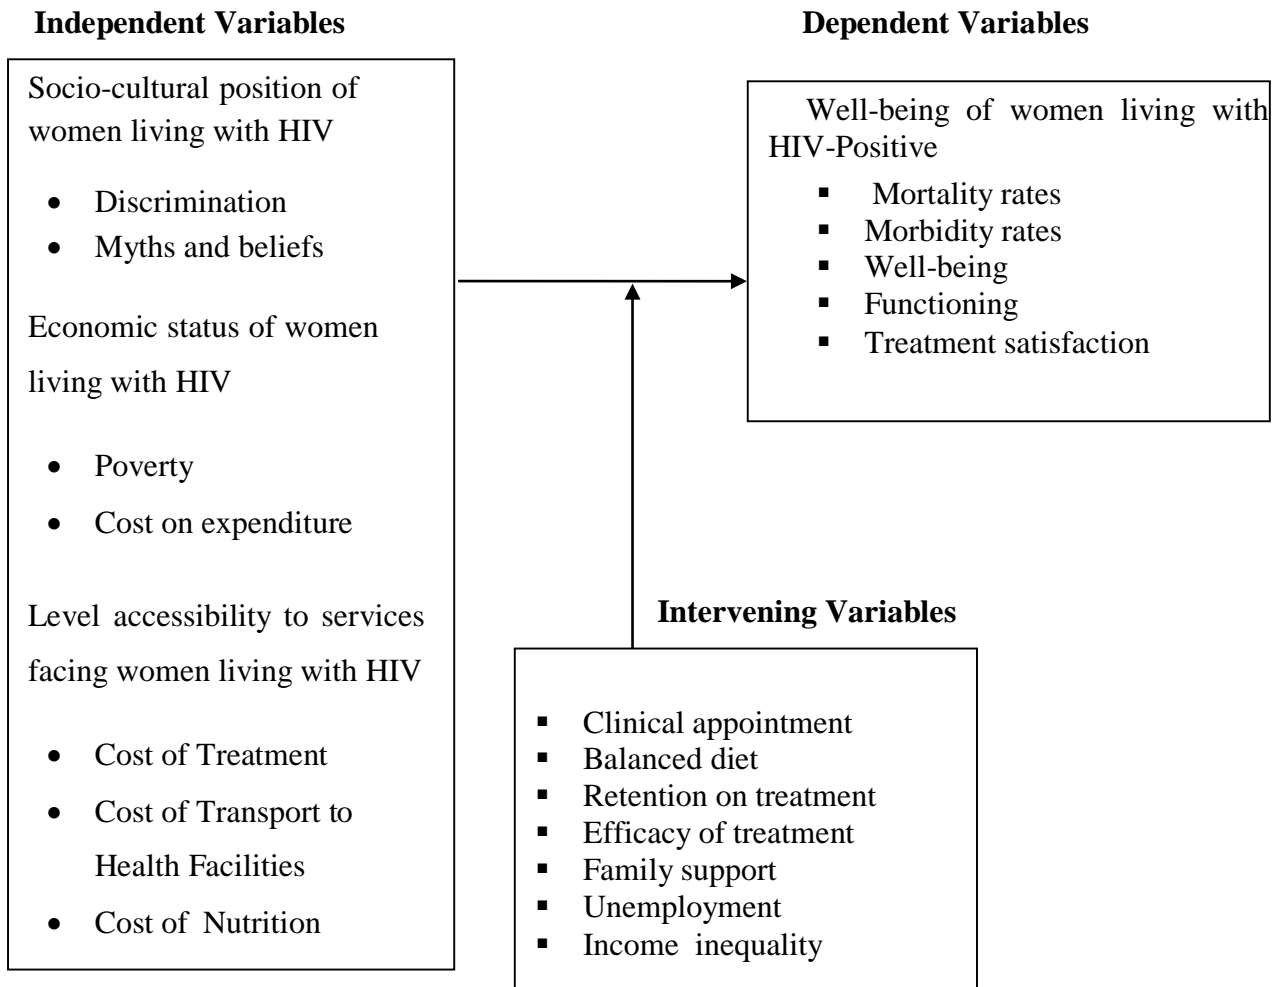 Independent Variables
Socio-cultural position of
women living with HIV
• Discrimination
• Myths and beliefs
Economic status of women
living with HIV
• Poverty
• Cost on expenditure
Level accessibility to services
facing women living with HIV
• Cost of Treatment
• Cost of Transport to
Health Facilities
• Cost of Nutrition
Dependent Variables
Well-being of women living with
HIV-Positive
▪ Mortality rates
▪ Morbidity rates
▪ Well-being
▪ Functioning
▪ Treatment satisfaction
Intervening Variables
▪ Clinical appointment
▪ Balanced diet
▪ Retention on treatment
▪ Efficacy of treatment
▪ Family support
▪ Unemployment
▪ Income inequality